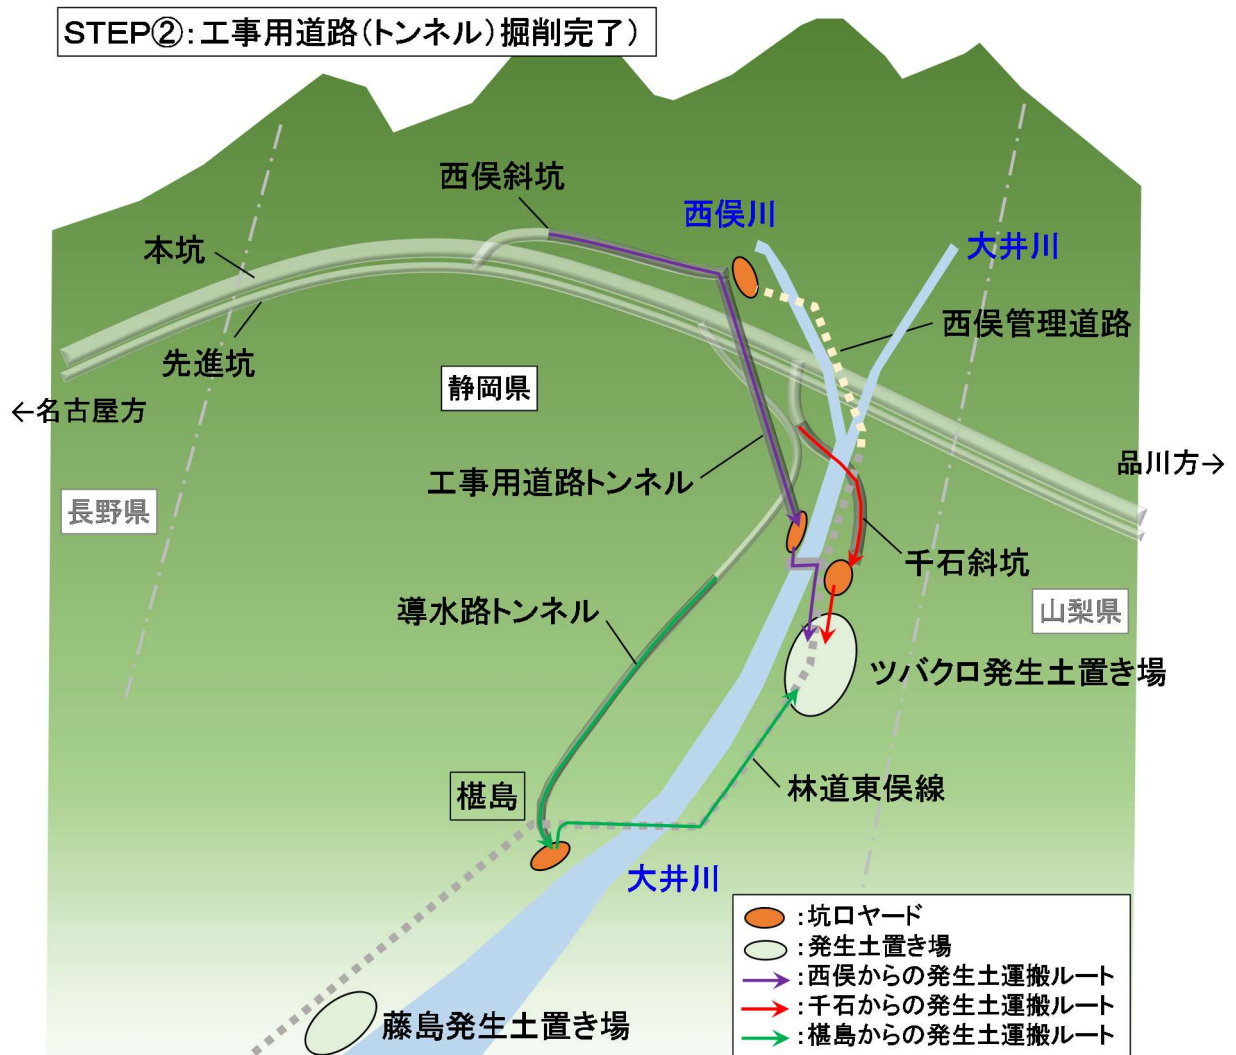 STEP②:工事用道路(トンネル)掘削完了)
西俣斜坑
西俣川
大井川
本坑
西俣管理道路
先進坑
静岡県
←名古屋方
品川方→
工事用道路トンネル
長野県
千石斜坑
導水路トンネル
山梨県
ツバクロ発生土置き場
椹島
林道東俣線
大井川
藤島発生土置き場
:坑口ヤード
:発生土置き場
:西俣からの発生土運搬ルート
:千石からの発生土運搬ルート
:椹島からの発生土運搬ルート